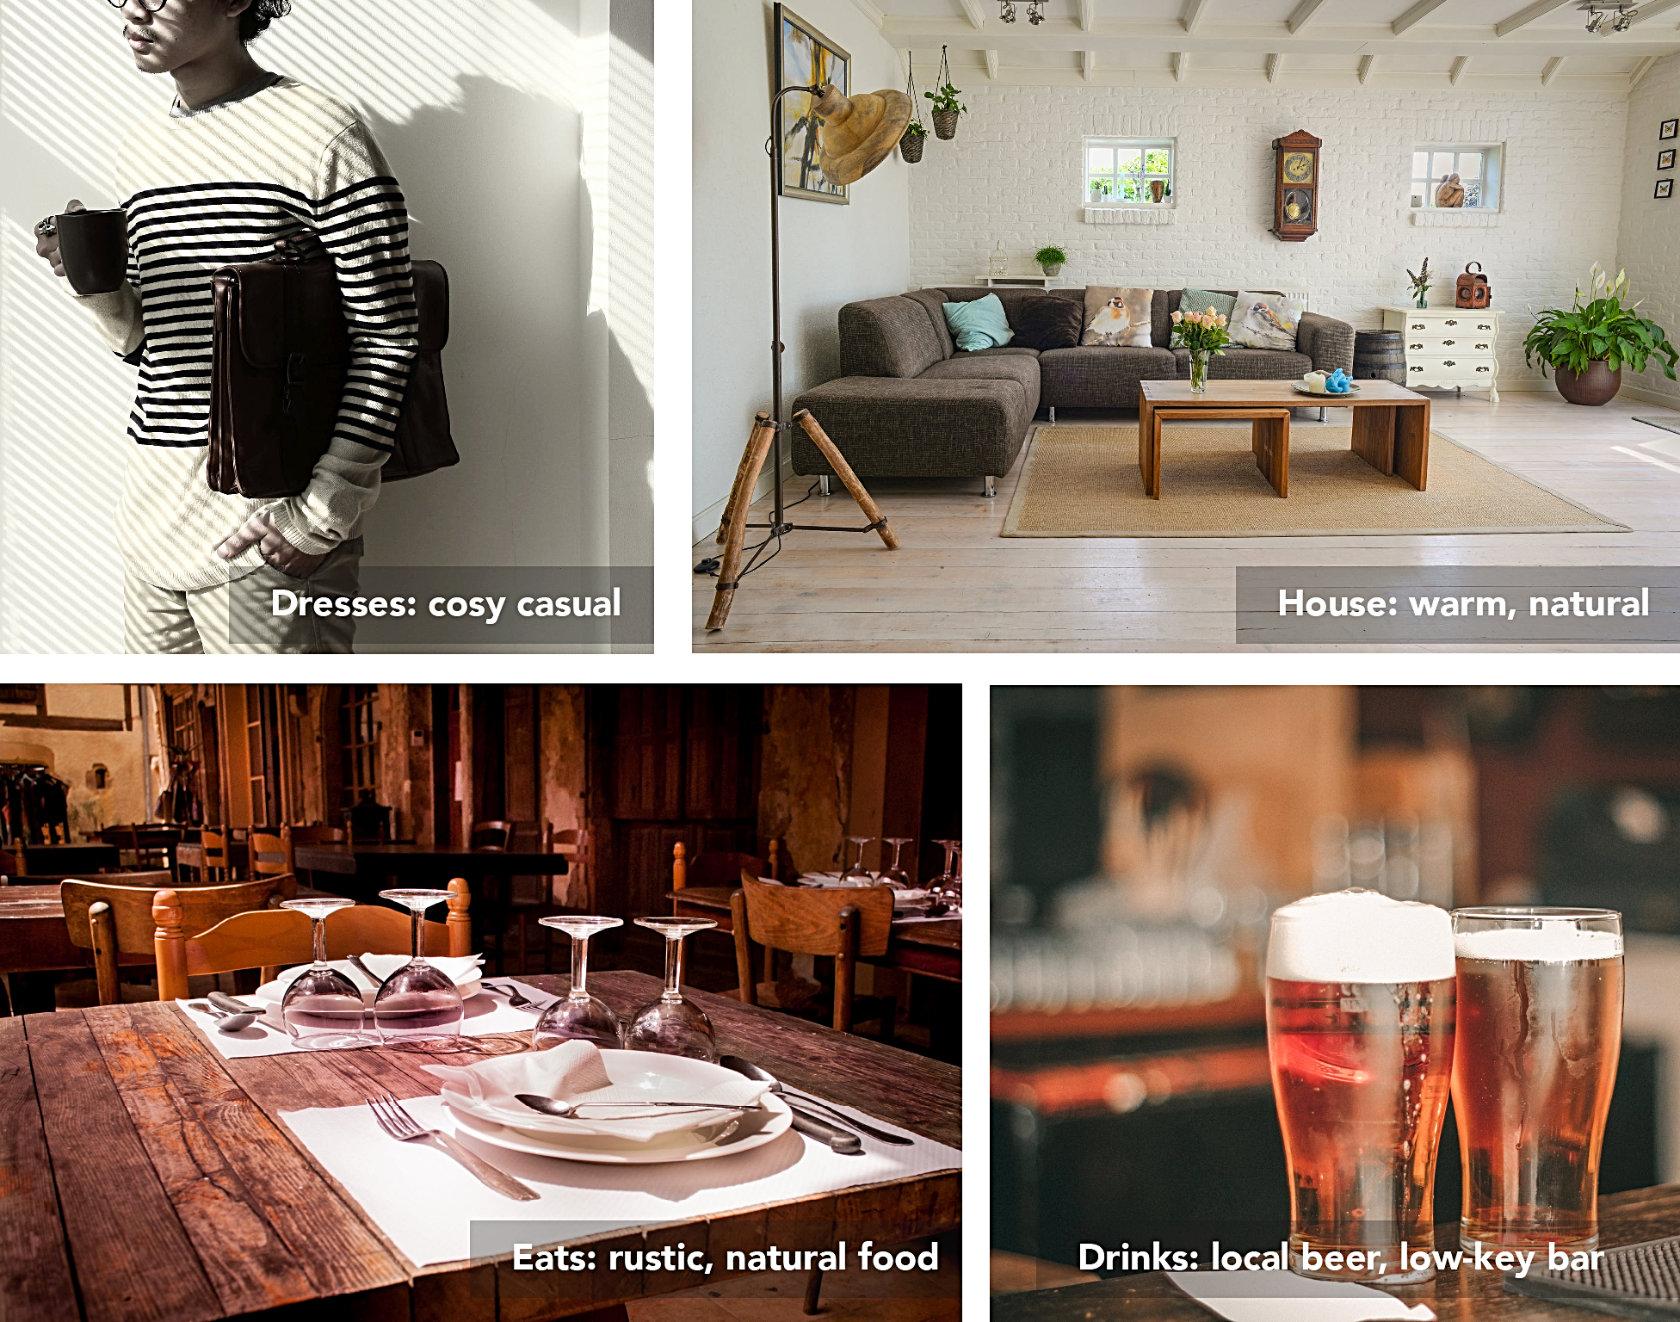 Dresses: cosy casual
House: warm, natural
Eats: rustic, natural food
Drinks: local beer, low-key bar